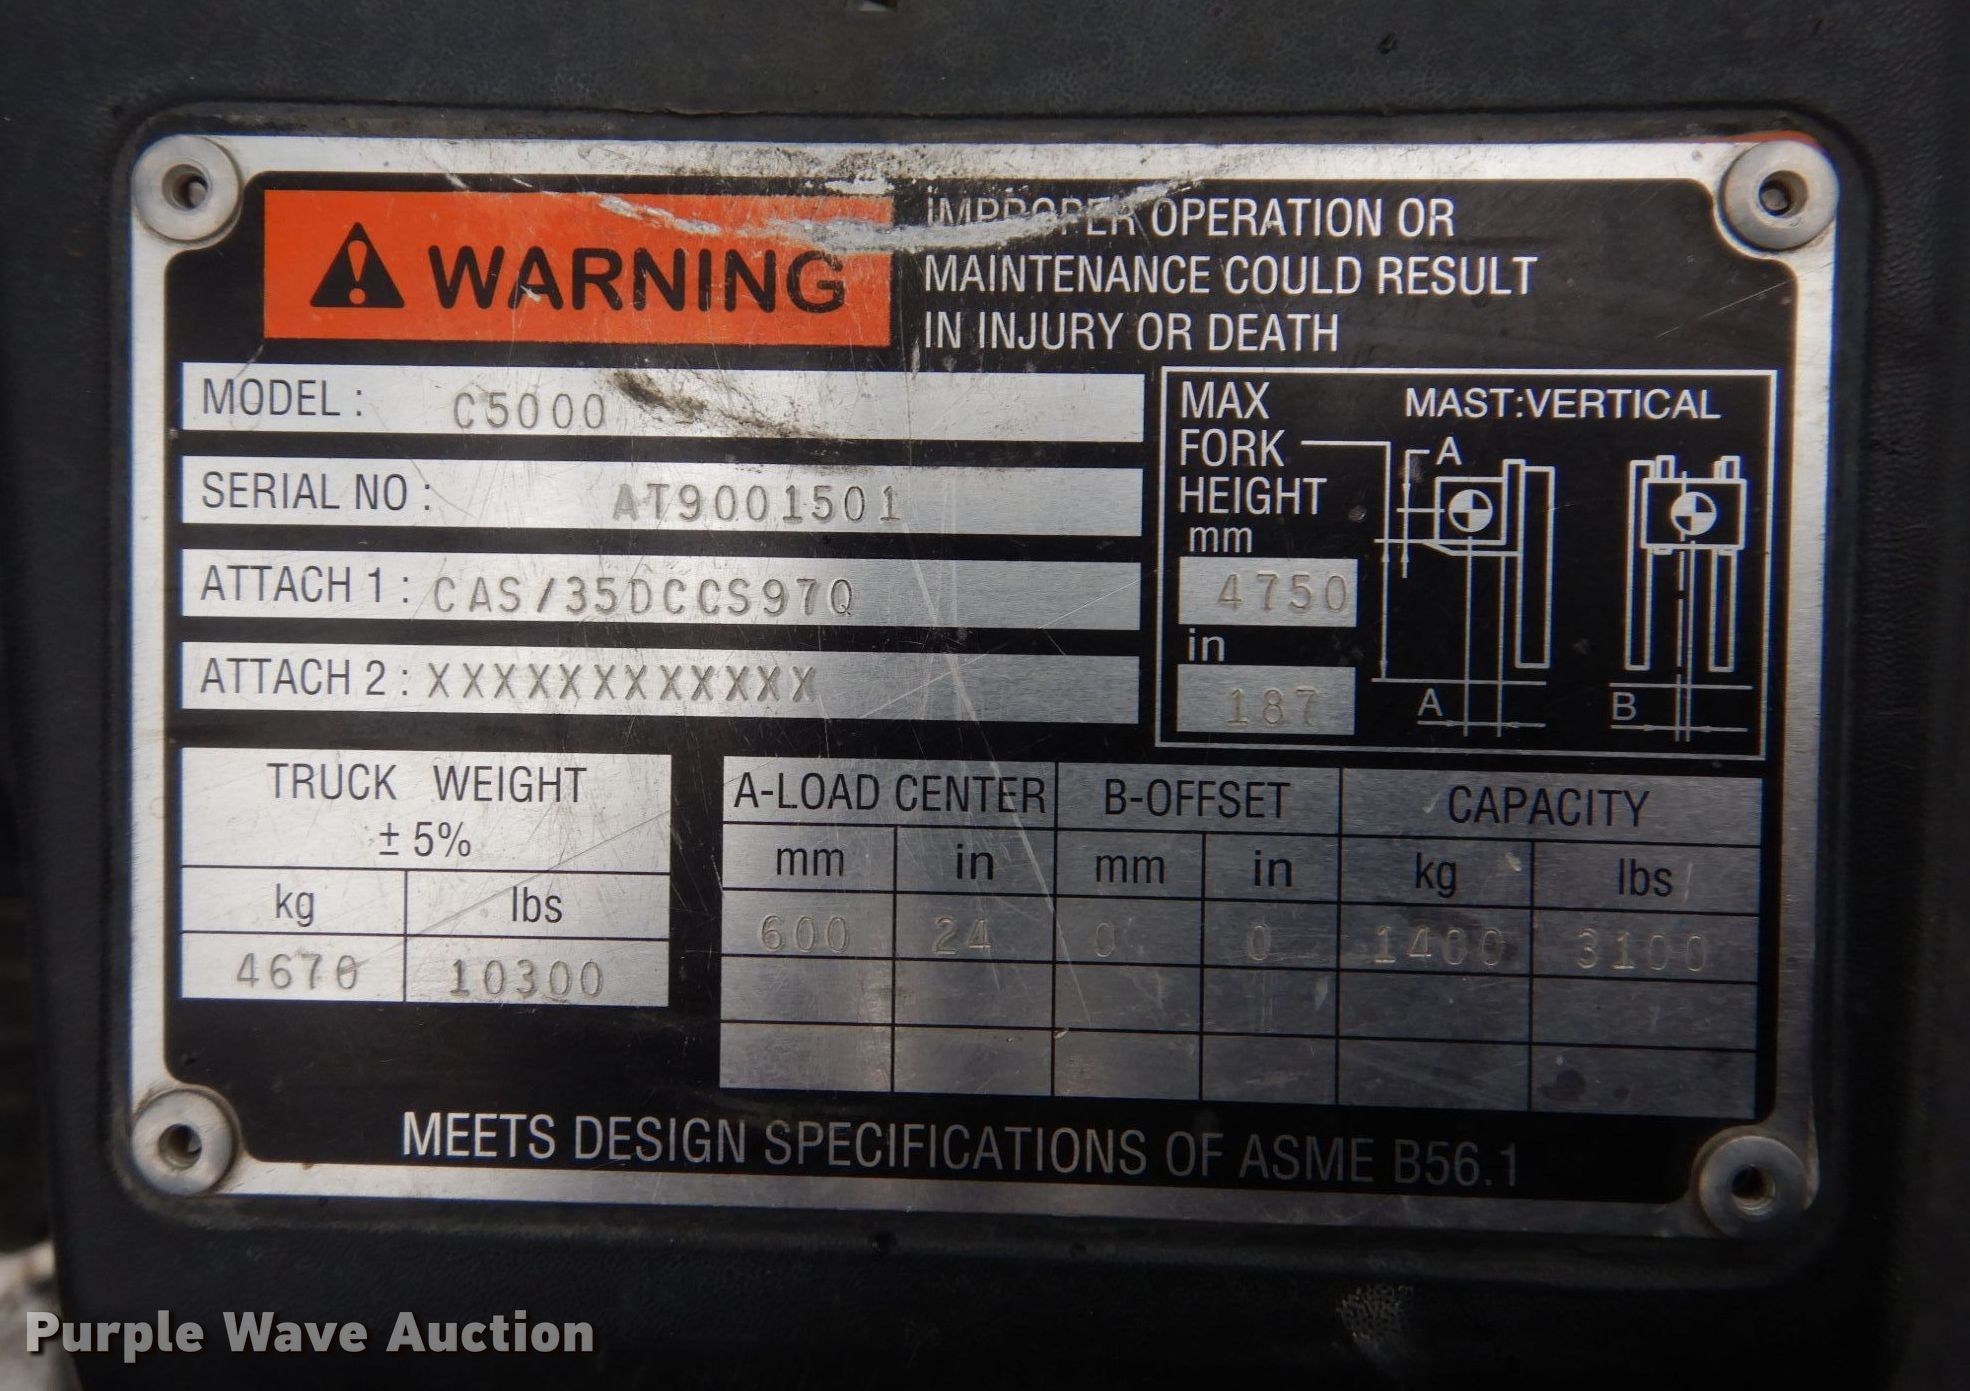 WARNING
IMPROPER OPERATION OR
MAINTENANCE COULD RESULT
IN INJURY OR DEATH
MODEL : C5000
SERIAL NO : AT9001501
ATTACH 1 : CAS/35DCCS97Q
ATTACH 2 : XXXXXXXXXXXX
MAX
FORK
HEIGHT
mm
4750
in
187
MAST:VERTICAL
A
A
B
TRUCK WEIGHT
± 5%
kg lbs
4670 10300
A-LOAD CENTER B-OFFSET CAPACITY
mm in mm in kg lbs
600 24 0 0 1400 3100
MEETS DESIGN SPECIFICATIONS OF ASME B56.1
Purple Wave Auction